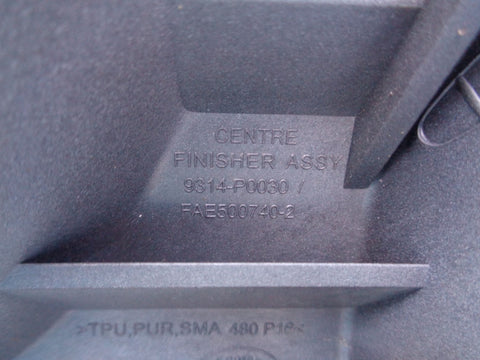 CENTRE
FINISHER ASSY
9314-P0030 /
FAE500740-2
>TPU,PUR,SMA 480 P16<